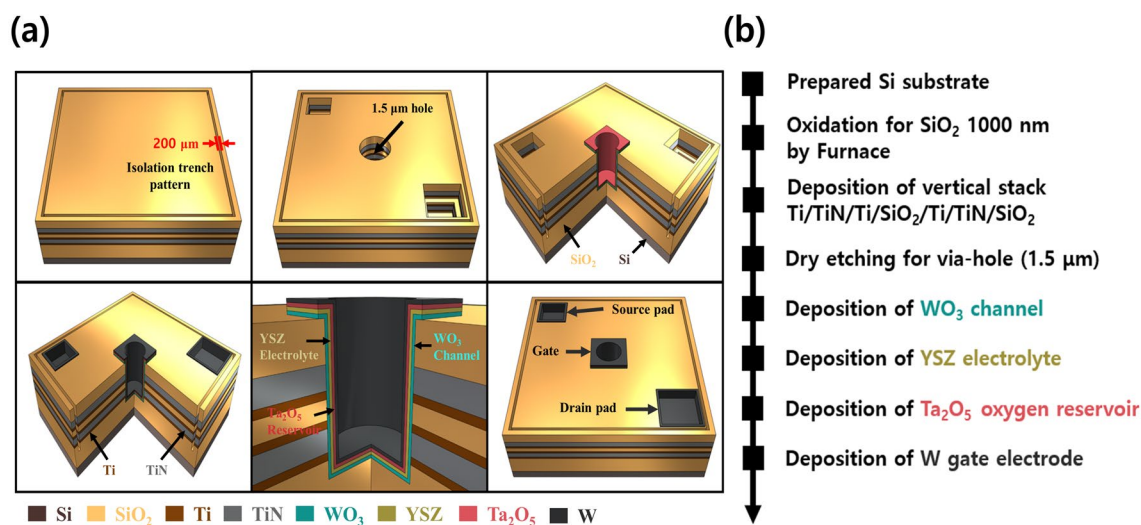 (a)
200 μm
Isolation trench
pattern
1.5 μm hole
SiO₂
Si
Ti
TiN
YSZ
Electrolyte
WO₃
Channel
Ta₂O₅
Reservoir
Source pad
Gate
Drain pad
Si SiO₂ Ti TiN WO₃ YSZ Ta₂O₅ W
(b)
Prepared Si substrate
Oxidation for SiO₂ 1000 nm
by Furnace
Deposition of vertical stack
Ti/TiN/Ti/SiO₂/Ti/TiN/SiO₂
Dry etching for via-hole (1.5 μm)
Deposition of WO₃ channel
Deposition of YSZ electrolyte
Deposition of Ta₂O₅ oxygen reservoir
Deposition of W gate electrode